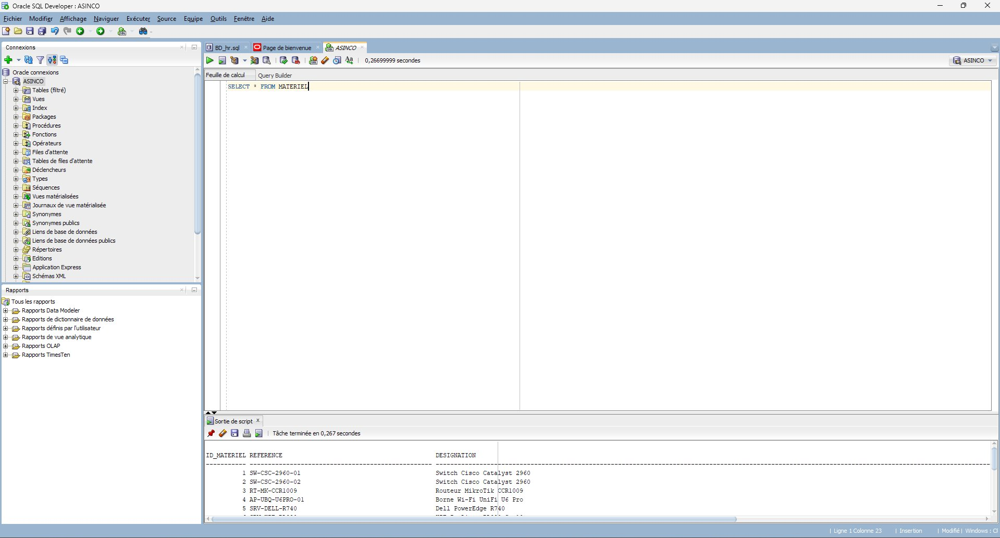 Oracle SQL Developer : ASINCO
Fichier Modifier Affichage Naviguer Exécuter Source Equipe Outils Fenêtre Aide
Connexions
Oracle connexions
ASINCO
Tables (filtré)
Vues
Index
Packages
Procédures
Fonctions
Opérateurs
Files d'attente
Tables de files d'attente
Déclencheurs
Types
Séquences
Vues matérialisées
Journaux de vue matérialisée
Synonymes
Synonymes publics
Liens de base de données
Liens de base de données publics
Répertoires
Editions
Application Express
Schémas XML
Rapports
Tous les rapports
Rapports Data Modeler
Rapports de dictionnaire de données
Rapports définis par l'utilisateur
Rapports de vue analytique
Rapports OLAP
Rapports TimesTen
BD_hr.sql Page de bienvenue ASINCO
0,26699999 secondes ASINCO
Feuille de calcul Query Builder
SELECT * FROM MATERIEL
Sortie de script
Tâche terminée en 0,267 secondes
ID_MATERIEL REFERENCE DESIGNATION
1 SW-CSC-2960-01 Switch Cisco Catalyst 2960
2 SW-CSC-2960-02 Switch Cisco Catalyst 2960
3 RT-MK-CCR1009 Routeur MikroTik CCR1009
4 AP-UBQ-U6PRO-01 Borne Wi-Fi UniFi U6 Pro
5 SRV-DELL-R740 Dell PowerEdge R740
Ligne 1 Colonne 23 | Insertion | Modifié | Windows :